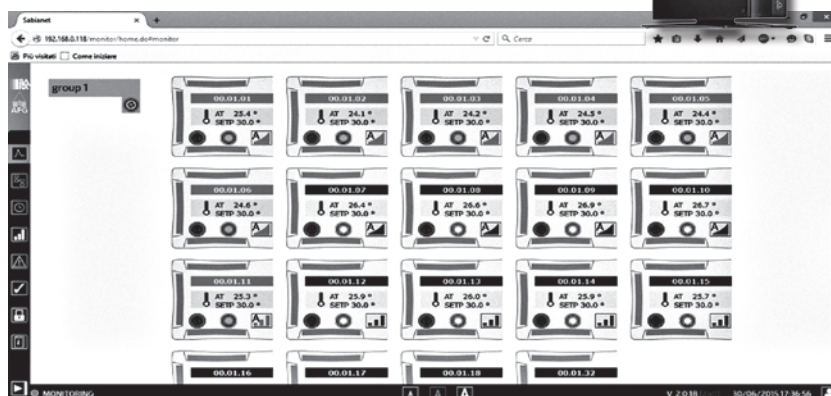 Sabianet
192.168.0.118/monitor/home.do#monitor
Cerca
Più visitati Come iniziare
group 1
00.01.01 00.01.02 00.01.03 00.01.04 00.01.05
AT 25.4 ° AT 24.1 ° AT 24.2 ° AT 24.5 ° AT 24.4 °
SETP 30.0 ° SETP 30.0 ° SETP 30.0 ° SETP 30.0 ° SETP 30.0 °
A A A A A
00.01.06 00.01.07 00.01.08 00.01.09 00.01.10
AT 24.6 ° AT 26.4 ° AT 26.6 ° AT 26.9 ° AT 26.7 °
SETP 30.0 ° SETP 30.0 ° SETP 30.0 ° SETP 30.0 ° SETP 30.0 °
A A A A A
00.01.11 00.01.12 00.01.13 00.01.14 00.01.15
AT 25.3 ° AT 25.9 ° AT 26.0 ° AT 25.9 ° AT 25.7 °
SETP 30.0 ° SETP 30.0 ° SETP 30.0 ° SETP 30.0 ° SETP 30.0 °
A
00.01.16 00.01.17 00.01.18 00.01.32
MONITORING A A A V. 2.0.18 30/06/2015 17:36:56